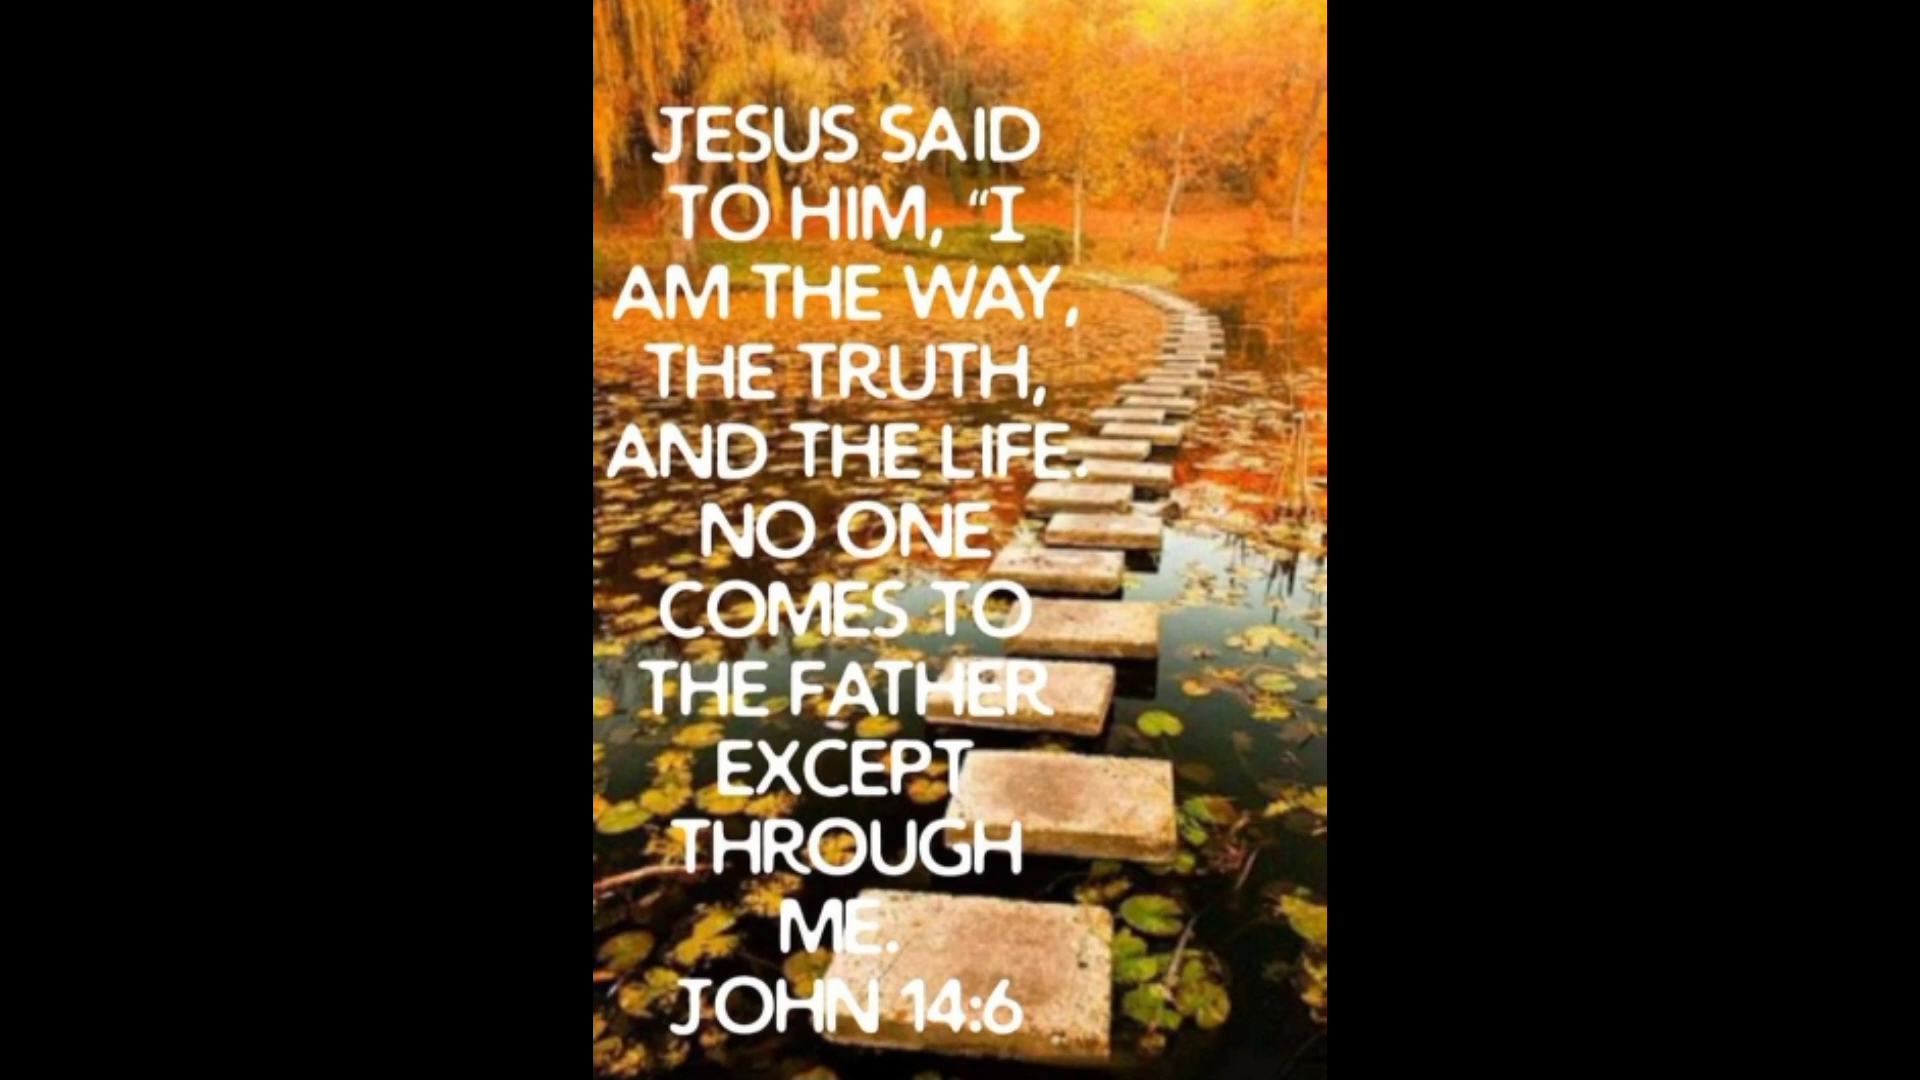 JESUS SAID
TO HIM, “I
AM THE WAY,
THE TRUTH,
AND THE LIFE.
NO ONE
COMES TO
THE FATHER
EXCEPT
THROUGH
ME.
JOHN 14:6